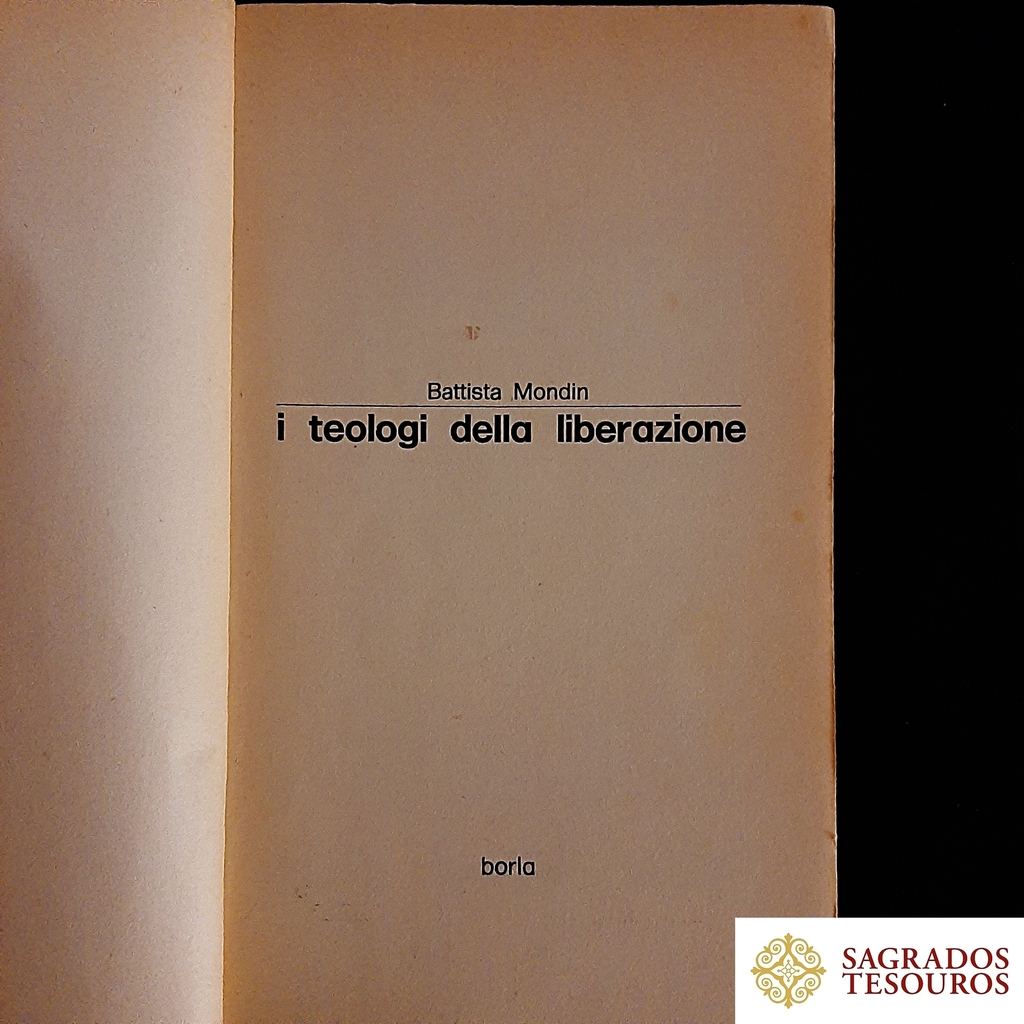 Battista Mondin
i teologi della liberazione
borla
SAGRADOS
TESOUROS